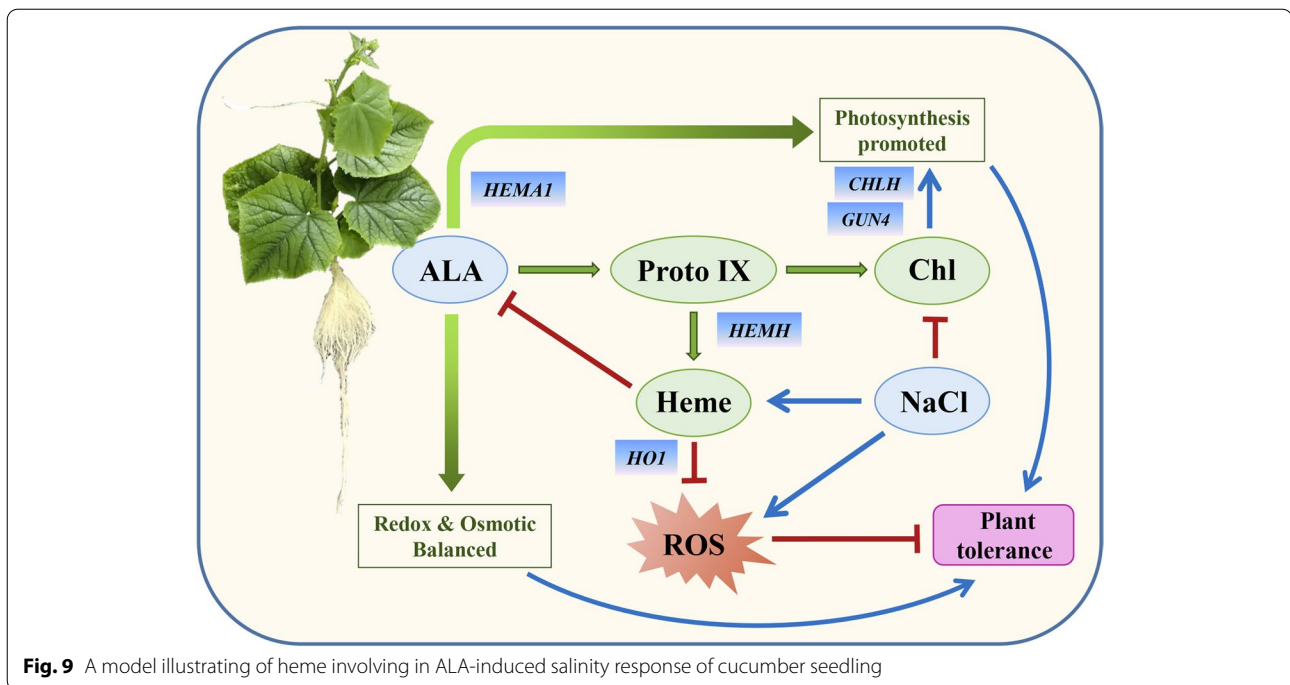 Photosynthesis
promoted
HEMA1
CHLH
GUN4
ALA
Proto IX
Chl
HEMH
Heme
NaCl
HO1
Redox & Osmotic
Balanced
ROS
Plant
tolerance
Fig. 9 A model illustrating of heme involving in ALA-induced salinity response of cucumber seedling